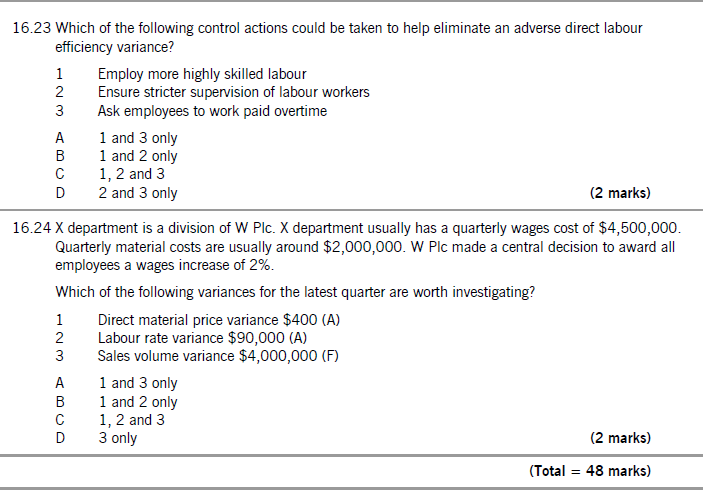 16.23 Which of the following control actions could be taken to help eliminate an adverse direct labour
efficiency variance?
1 Employ more highly skilled labour
2 Ensure stricter supervision of labour workers
3 Ask employees to work paid overtime
A 1 and 3 only
B 1 and 2 only
C 1, 2 and 3
D 2 and 3 only (2 marks)
16.24 X department is a division of W Plc. X department usually has a quarterly wages cost of $4,500,000.
Quarterly material costs are usually around $2,000,000. W Plc made a central decision to award all
employees a wages increase of 2%.
Which of the following variances for the latest quarter are worth investigating?
1 Direct material price variance $400 (A)
2 Labour rate variance $90,000 (A)
3 Sales volume variance $4,000,000 (F)
A 1 and 3 only
B 1 and 2 only
C 1, 2 and 3
D 3 only (2 marks)
(Total = 48 marks)